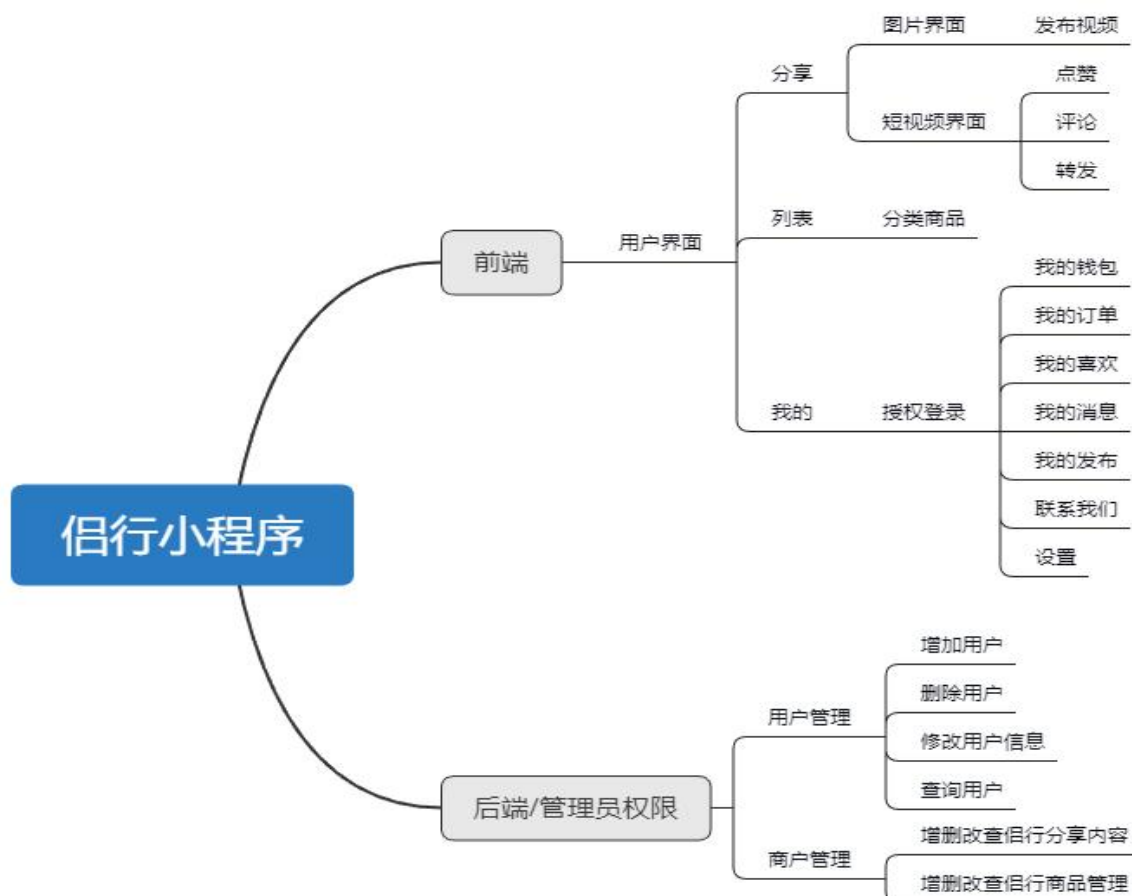 侣行小程序
前端
用户界面
分享
图片界面
发布视频
短视频界面
点赞
评论
转发
列表
分类商品
我的
授权登录
我的钱包
我的订单
我的喜欢
我的消息
我的发布
联系我们
设置
后端/管理员权限
用户管理
增加用户
删除用户
修改用户信息
查询用户
商户管理
增删改查侣行分享内容
增删改查侣行商品管理